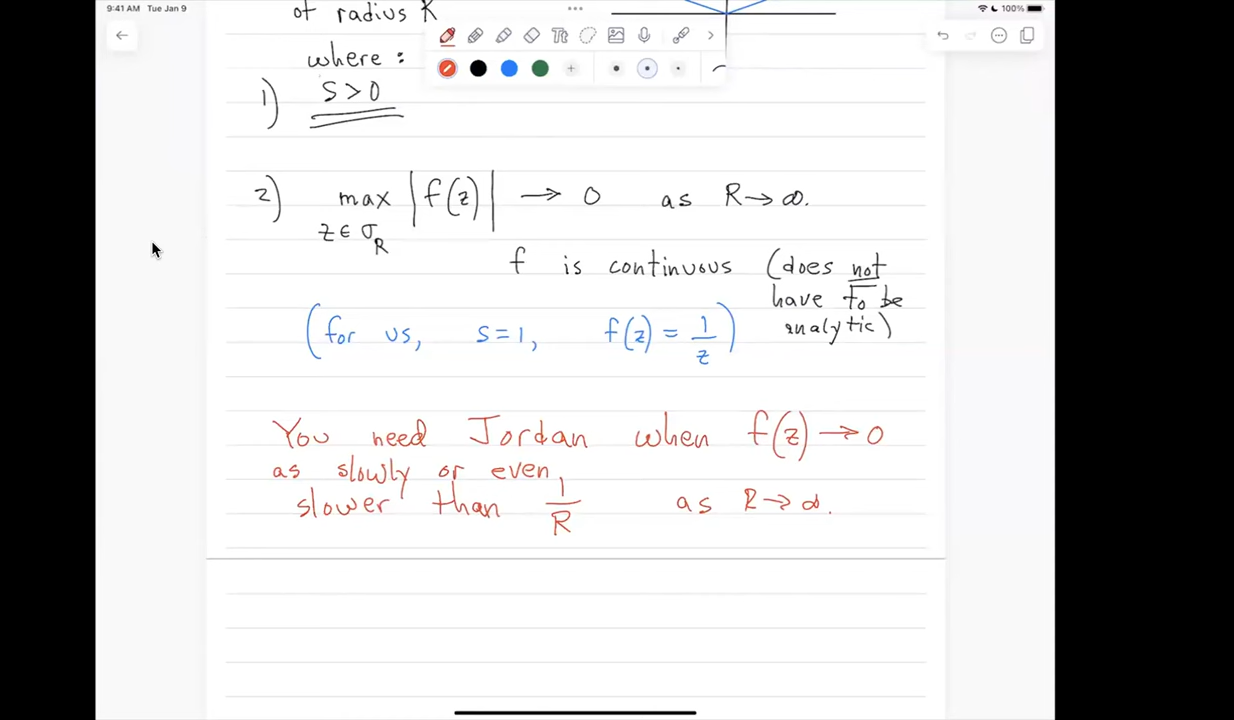 9:41 AM Tue Jan 9
100%
of radius R
where:
1) s > 0
2) max |f(z)| → 0 as R → ∞.
z ∈ σ_R
f is continuous (does not
have to be
analytic)
(for us, s = 1, f(z) = 1/z)
You need Jordan when f(z) → 0
as slowly or even
slower than 1/R as R → ∞.